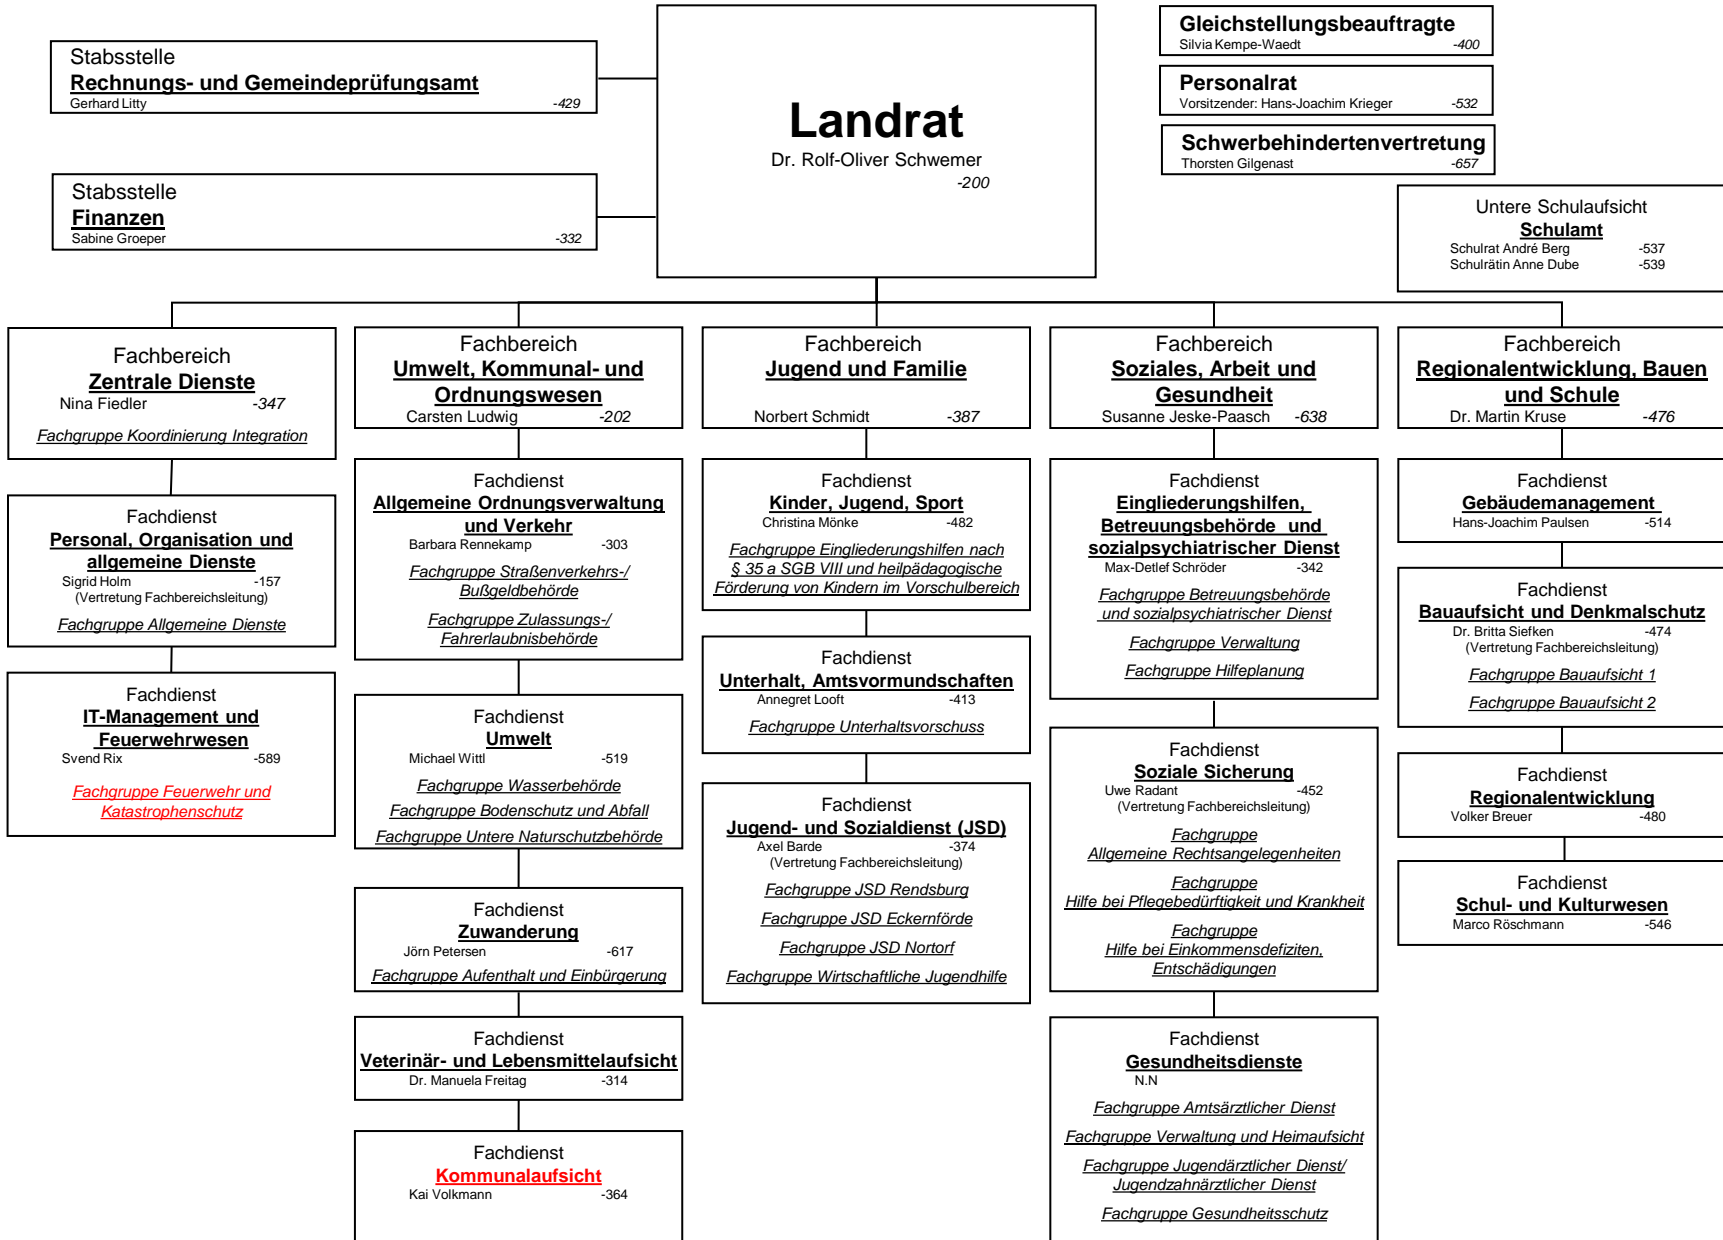 Stabsstelle
Rechnungs- und Gemeindeprüfungsamt
Gerhard Litty -429
Stabsstelle
Finanzen
Sabine Groeper -332
Landrat
Dr. Rolf-Oliver Schwemer
-200
Gleichstellungsbeauftragte
Silvia Kempe-Waedt -400
Personalrat
Vorsitzender: Hans-Joachim Krieger -532
Schwerbehindertenvertretung
Thorsten Gilgenast -657
Untere Schulaufsicht
Schulamt
Schulrat André Berg -537
Schulrätin Anne Dube -539
Fachbereich
Zentrale Dienste
Nina Fiedler -347
Fachgruppe Koordinierung Integration
Fachdienst
Personal, Organisation und
allgemeine Dienste
Sigrid Holm -157
(Vertretung Fachbereichsleitung)
Fachgruppe Allgemeine Dienste
Fachdienst
IT-Management und
Feuerwehrwesen
Svend Rix -589
Fachgruppe Feuerwehr und
Katastrophenschutz
Fachbereich
Umwelt, Kommunal- und
Ordnungswesen
Carsten Ludwig -202
Fachdienst
Allgemeine Ordnungsverwaltung
und Verkehr
Barbara Rennekamp -303
Fachgruppe Straßenverkehrs-/
Bußgeldbehörde
Fachgruppe Zulassungs-/
Fahrerlaubnisbehörde
Fachdienst
Umwelt
Michael Wittl -519
Fachgruppe Wasserbehörde
Fachgruppe Bodenschutz und Abfall
Fachgruppe Untere Naturschutzbehörde
Fachdienst
Zuwanderung
Jörn Petersen -617
Fachgruppe Aufenthalt und Einbürgerung
Fachdienst
Veterinär- und Lebensmittelaufsicht
Dr. Manuela Freitag -314
Fachdienst
Kommunalaufsicht
Kai Volkmann -364
Fachbereich
Jugend und Familie
Norbert Schmidt -387
Fachdienst
Kinder, Jugend, Sport
Christina Mönke -482
Fachgruppe Eingliederungshilfen nach
§ 35 a SGB VIII und heilpädagogische
Förderung von Kindern im Vorschulbereich
Fachdienst
Unterhalt, Amtsvormundschaften
Annegret Looft -413
Fachgruppe Unterhaltsvorschuss
Fachdienst
Jugend- und Sozialdienst (JSD)
Axel Barde -374
(Vertretung Fachbereichsleitung)
Fachgruppe JSD Rendsburg
Fachgruppe JSD Eckernförde
Fachgruppe JSD Nortorf
Fachgruppe Wirtschaftliche Jugendhilfe
Fachbereich
Soziales, Arbeit und
Gesundheit
Susanne Jeske-Paasch -638
Fachdienst
Eingliederungshilfen,
Betreuungsbehörde und
sozialpsychiatrischer Dienst
Max-Detlef Schröder -342
Fachgruppe Betreuungsbehörde
und sozialpsychiatrischer Dienst
Fachgruppe Verwaltung
Fachgruppe Hilfeplanung
Fachdienst
Soziale Sicherung
Uwe Radant -452
(Vertretung Fachbereichsleitung)
Fachgruppe
Allgemeine Rechtsangelegenheiten
Fachgruppe
Hilfe bei Pflegebedürftigkeit und Krankheit
Fachgruppe
Hilfe bei Einkommensdefiziten,
Entschädigungen
Fachdienst
Gesundheitsdienste
N.N
Fachgruppe Amtsärztlicher Dienst
Fachgruppe Verwaltung und Heimaufsicht
Fachgruppe Jugendärztlicher Dienst/
Jugendzahnärztlicher Dienst
Fachgruppe Gesundheitsschutz
Fachbereich
Regionalentwicklung, Bauen
und Schule
Dr. Martin Kruse -476
Fachdienst
Gebäudemanagement
Hans-Joachim Paulsen -514
Fachdienst
Bauaufsicht und Denkmalschutz
Dr. Britta Siefken -474
(Vertretung Fachbereichsleitung)
Fachgruppe Bauaufsicht 1
Fachgruppe Bauaufsicht 2
Fachdienst
Regionalentwicklung
Volker Breuer -480
Fachdienst
Schul- und Kulturwesen
Marco Röschmann -546